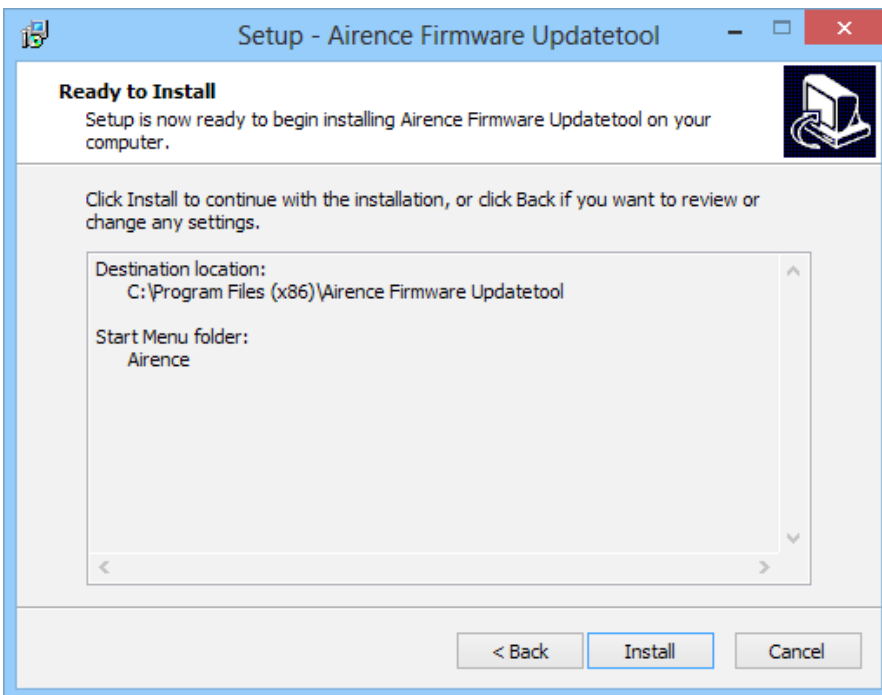 Setup - Airence Firmware Updatetool
Ready to Install
Setup is now ready to begin installing Airence Firmware Updatetool on your
computer.
Click Install to continue with the installation, or click Back if you want to review or
change any settings.
Destination location:
C:\Program Files (x86)\Airence Firmware Updatetool
Start Menu folder:
Airence
< Back Install Cancel